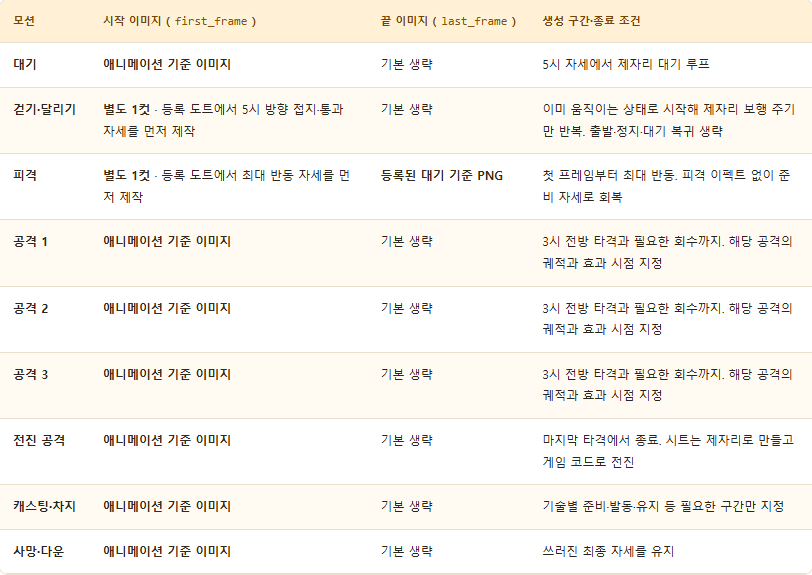 모션 시작 이미지 ( first_frame ) 끝 이미지 ( last_frame ) 생성 구간·종료 조건
대기 애니메이션 기준 이미지 기본 생략 5시 자세에서 제자리 대기 루프
걷기·달리기 별도 1컷 · 등록 도트에서 5시 방향 접지·통과 자세를 먼저 제작 기본 생략 이미 움직이는 상태로 시작해 제자리 보행 주기만 반복. 출발·정지·대기 복귀 생략
피격 별도 1컷 · 등록 도트에서 최대 반동 자세를 먼저 제작 등록된 대기 기준 PNG 첫 프레임부터 최대 반동. 피격 이펙트 없이 준비 자세로 회복
공격 1 애니메이션 기준 이미지 기본 생략 3시 전방 타격과 필요한 회수까지. 해당 공격의 궤적과 효과 시점 지정
공격 2 애니메이션 기준 이미지 기본 생략 3시 전방 타격과 필요한 회수까지. 해당 공격의 궤적과 효과 시점 지정
공격 3 애니메이션 기준 이미지 기본 생략 3시 전방 타격과 필요한 회수까지. 해당 공격의 궤적과 효과 시점 지정
전진 공격 애니메이션 기준 이미지 기본 생략 마지막 타격에서 종료. 시트는 제자리로 만들고 게임 코드로 전진
캐스팅·차지 애니메이션 기준 이미지 기본 생략 기술별 준비·발동·유지 등 필요한 구간만 지정
사망·다운 애니메이션 기준 이미지 기본 생략 쓰러진 최종 자세를 유지